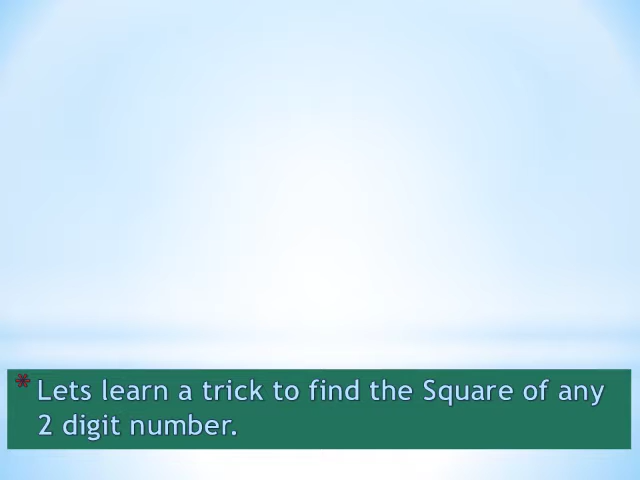 * Lets learn a trick to find the Square of any
2 digit number.